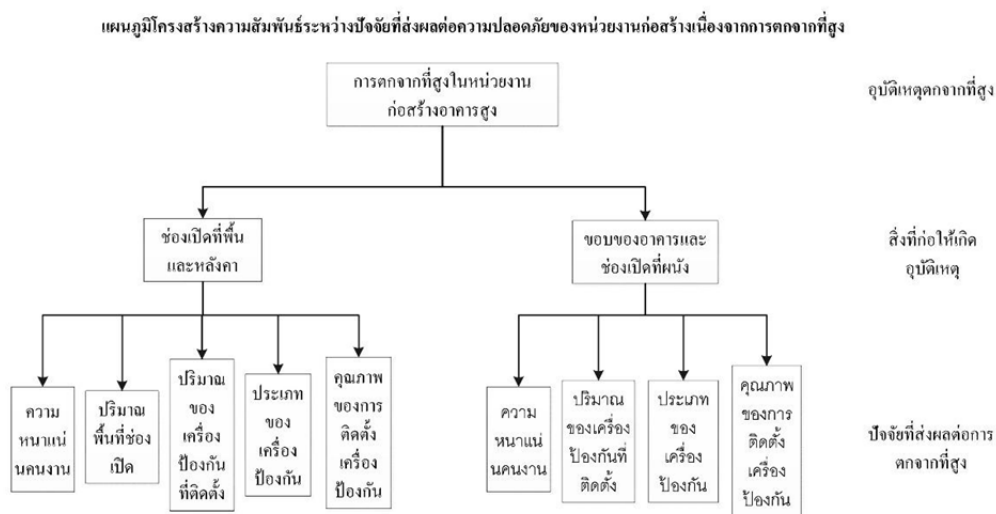 แผนภูมิโครงสร้างความสัมพันธ์ระหว่างปัจจัยที่ส่งผลต่อความปลอดภัยของหน่วยงานก่อสร้างเนื่องจากการตกจากที่สูง
การตกจากที่สูงในหน่วยงาน
ก่อสร้างอาคารสูง
อุบัติเหตุตกจากที่สูง
ช่องเปิดที่พื้น
และหลังคา
ขอบของอาคารและ
ช่องเปิดที่ผนัง
สิ่งที่ก่อให้เกิด
อุบัติเหตุ
ความ
หนาแน่
นคนงาน
ปริมาณ
พื้นที่ช่อง
เปิด
ปริมาณ
ของ
เครื่อง
ป้องกัน
ที่ติดตั้ง
ประเภท
ของ
เครื่อง
ป้องกัน
คุณภาพ
ของการ
ติดตั้ง
เครื่อง
ป้องกัน
ความ
หนาแน่
นคนงาน
ปริมาณ
ของเครื่อง
ป้องกันที่
ติดตั้ง
ประเภท
ของ
เครื่อง
ป้องกัน
คุณภาพ
ของการ
ติดตั้ง
เครื่อง
ป้องกัน
ปัจจัยที่ส่งผลต่อการ
ตกจากที่สูง